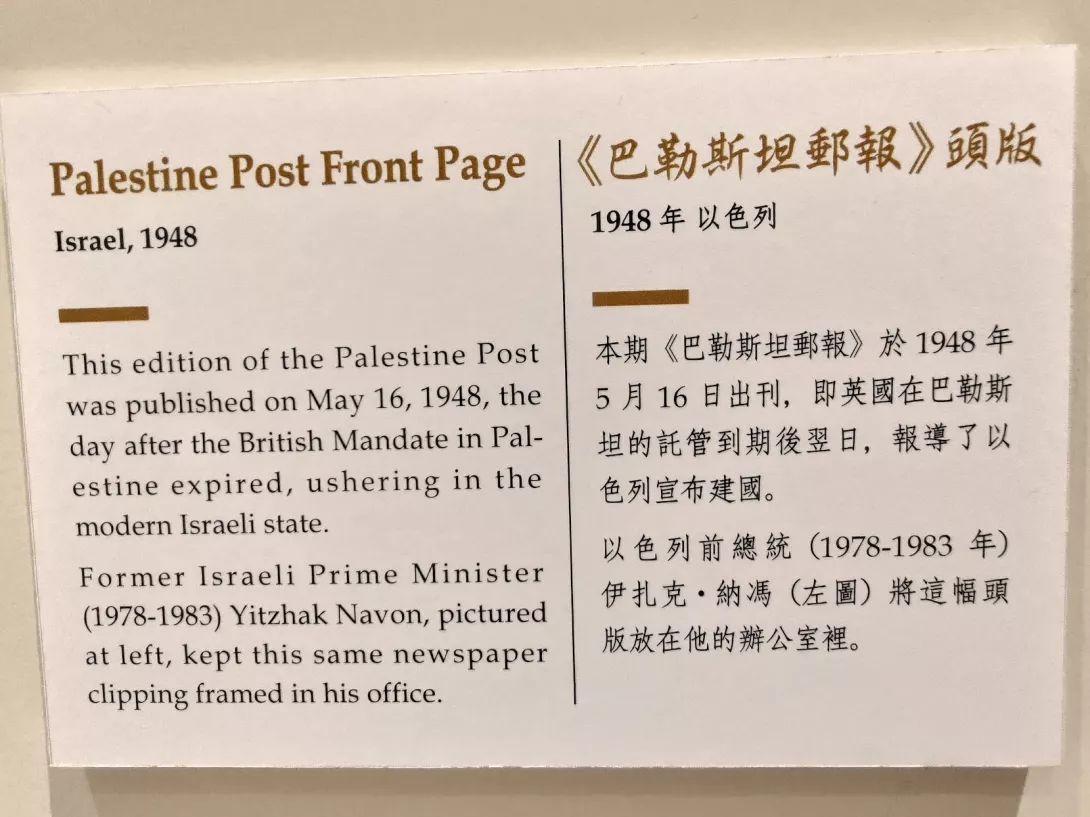 Palestine Post Front Page
Israel, 1948
This edition of the Palestine Post
was published on May 16, 1948, the
day after the British Mandate in Pal-
estine expired, ushering in the
modern Israeli state.
Former Israeli Prime Minister
(1978-1983) Yitzhak Navon, pictured
at left, kept this same newspaper
clipping framed in his office.
《巴勒斯坦郵報》頭版
1948 年 以色列
本期《巴勒斯坦郵報》於 1948 年
5 月 16 日出刊，即英國在巴勒斯
坦的託管到期後翌日，報導了以
色列宣布建國。
以色列前總統（1978-1983 年）
伊扎克・納馮（左圖）將這幅頭
版放在他的辦公室裡。